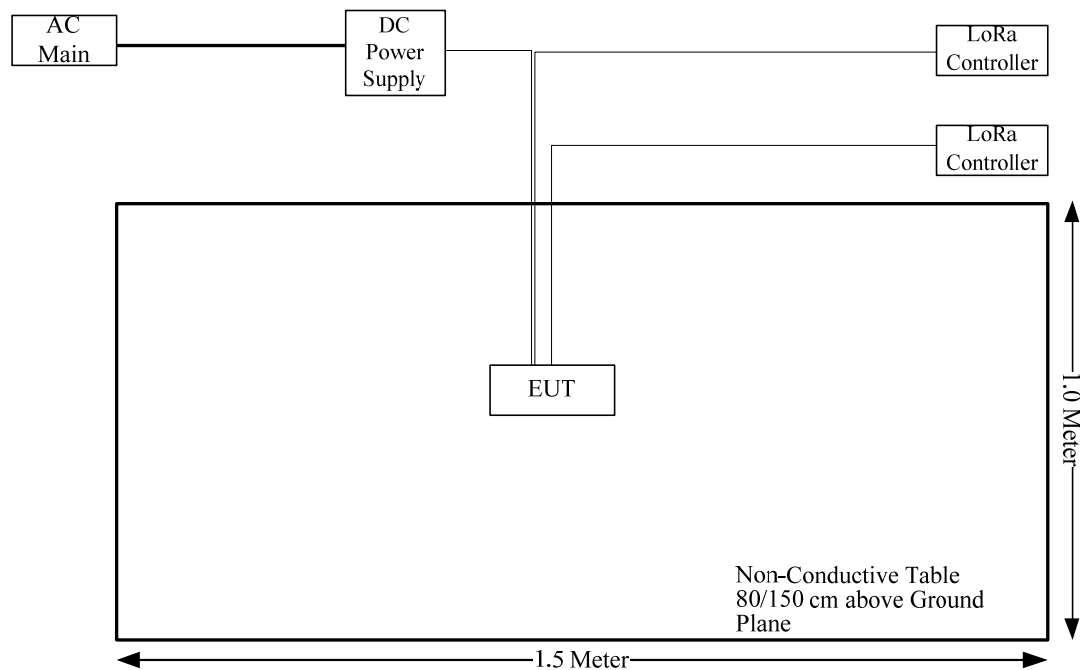 AC
Main
DC
Power
Supply
LoRa
Controller
LoRa
Controller
EUT
1.0 Meter
Non-Conductive Table
80/150 cm above Ground
Plane
1.5 Meter